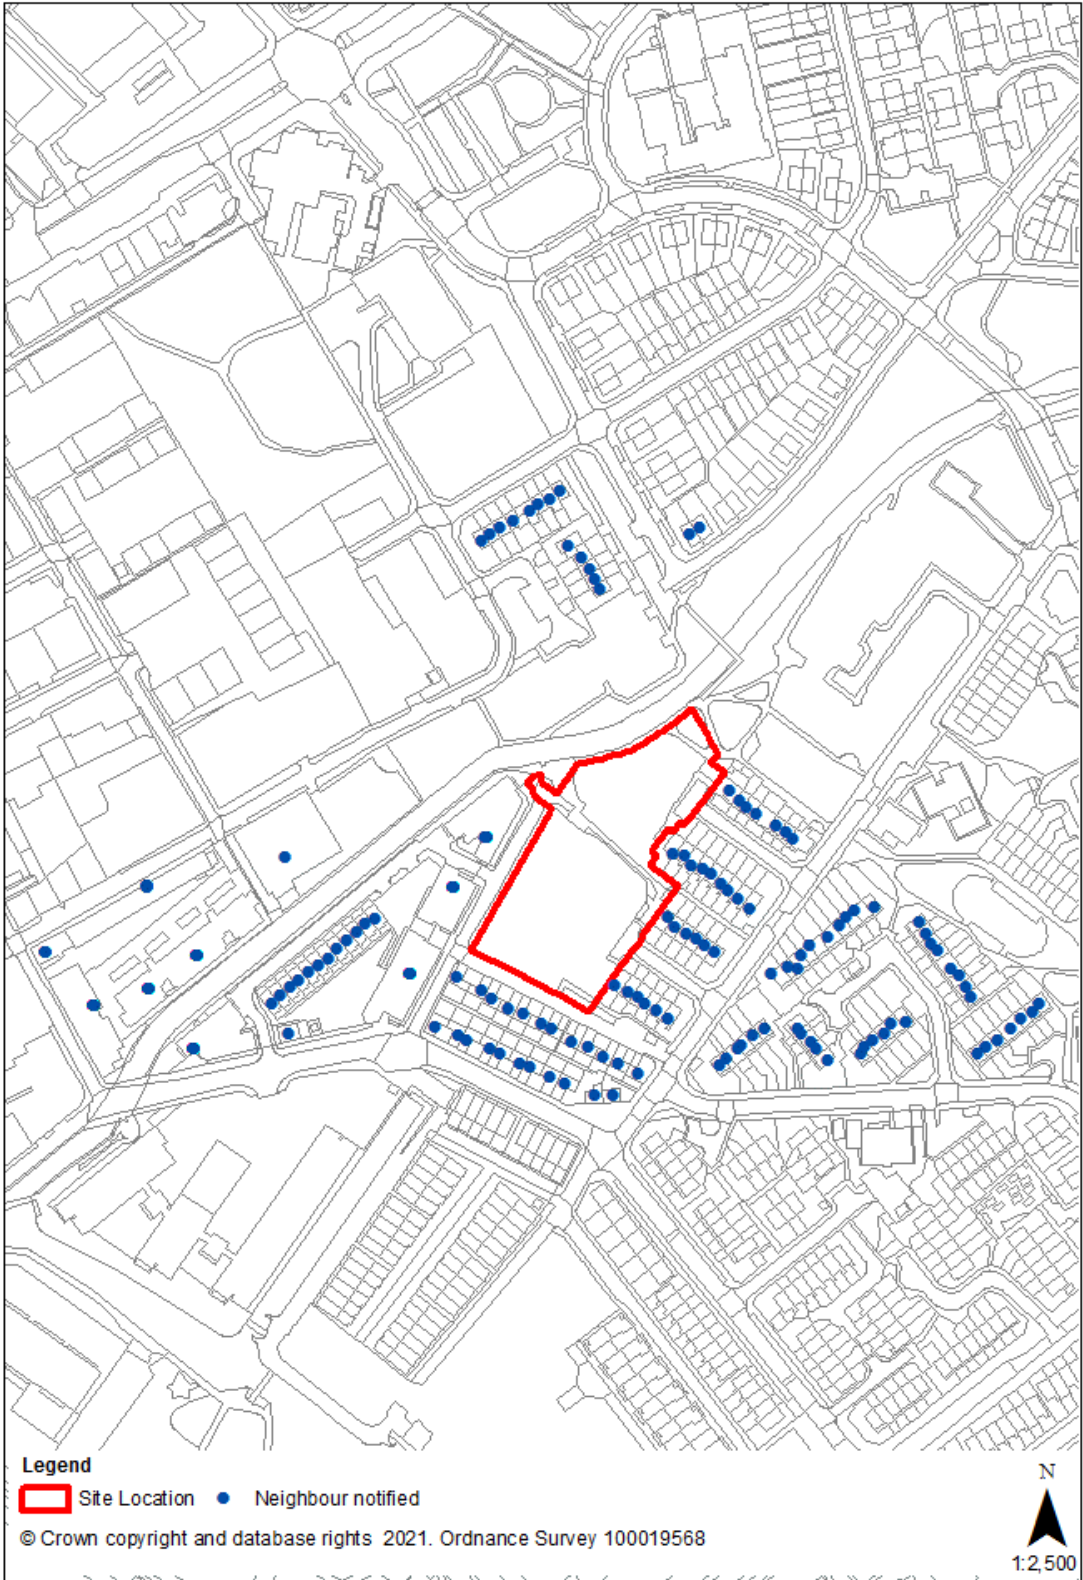 Legend
Site Location Neighbour notified
© Crown copyright and database rights 2021. Ordnance Survey 100019568
N
1:2,500